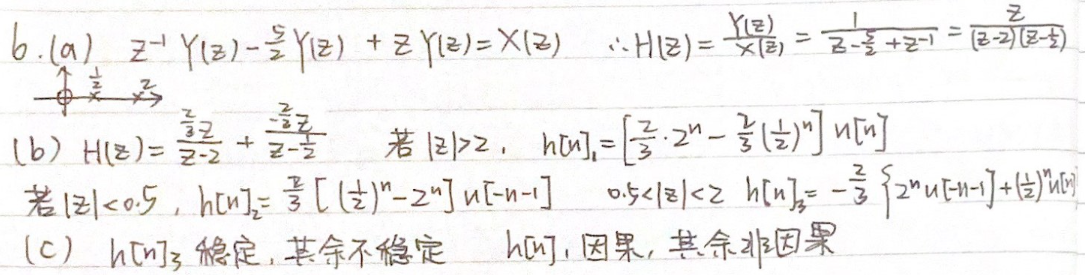 6.(a) z⁻¹Y(z) - 5/2 Y(z) + zY(z) = X(z) ∴H(z) = Y(z)/X(z) = 1/(z - 5/2 + z⁻¹) = z/((z-2)(z-1/2))
1/2 2
(b) H(z) = (2/3 z)/(z-2) + (-2/3 z)/(z-1/2) 若|z|>2, h[n]₁ = [2/3·2ⁿ - 2/3(1/2)ⁿ]u[n]
若|z|<0.5, h[n]₂ = 2/3[(1/2)ⁿ-2ⁿ]u[-n-1] 0.5<|z|<2 h[n]₃ = -2/3{2ⁿu[-n-1]+(1/2)ⁿu[n]
(c) h[n]₃ 稳定, 其余不稳定 h[n]₁因果, 其余非因果